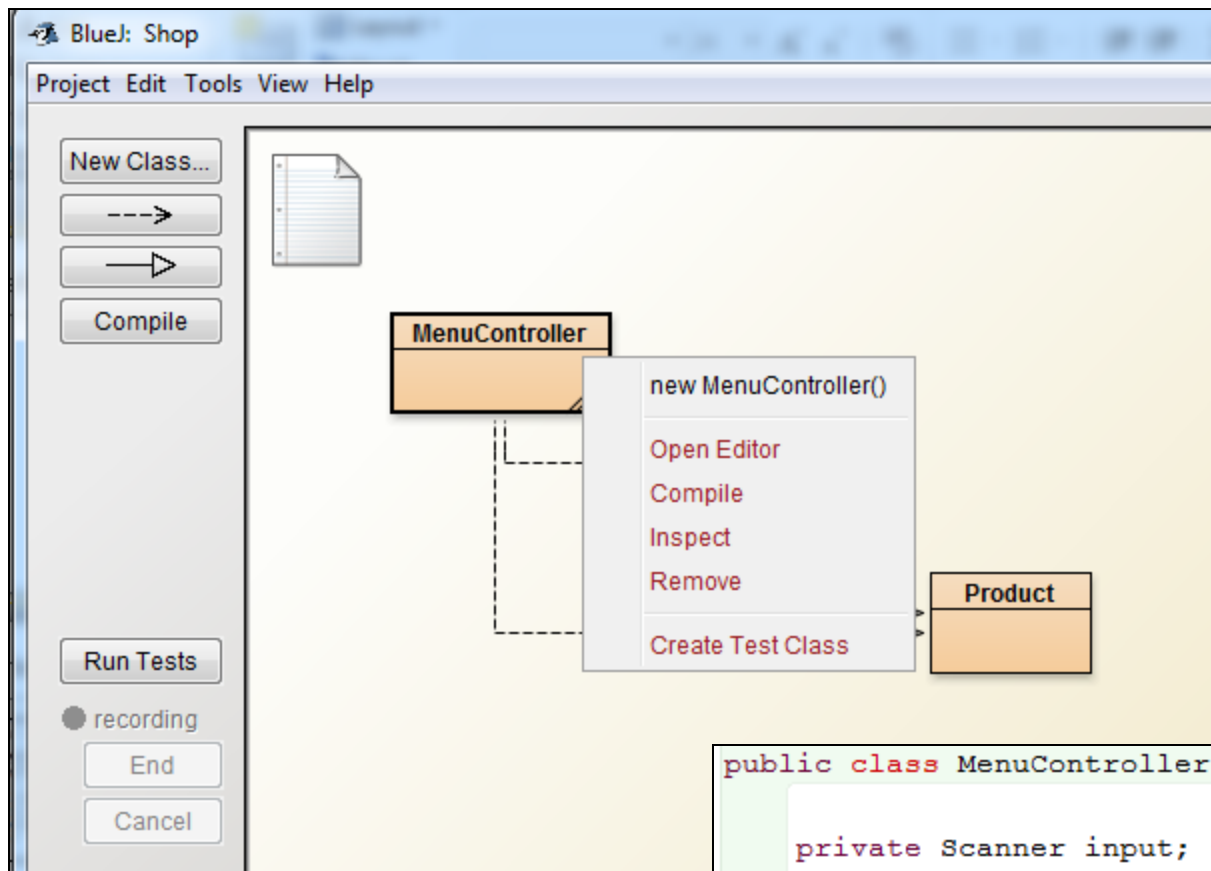 BlueJ: Shop
Project Edit Tools View Help
New Class...
Compile
MenuController
new MenuController()
Open Editor
Compile
Inspect
Remove
Create Test Class
Product
Run Tests
recording
End
Cancel
public class MenuController
private Scanner input;